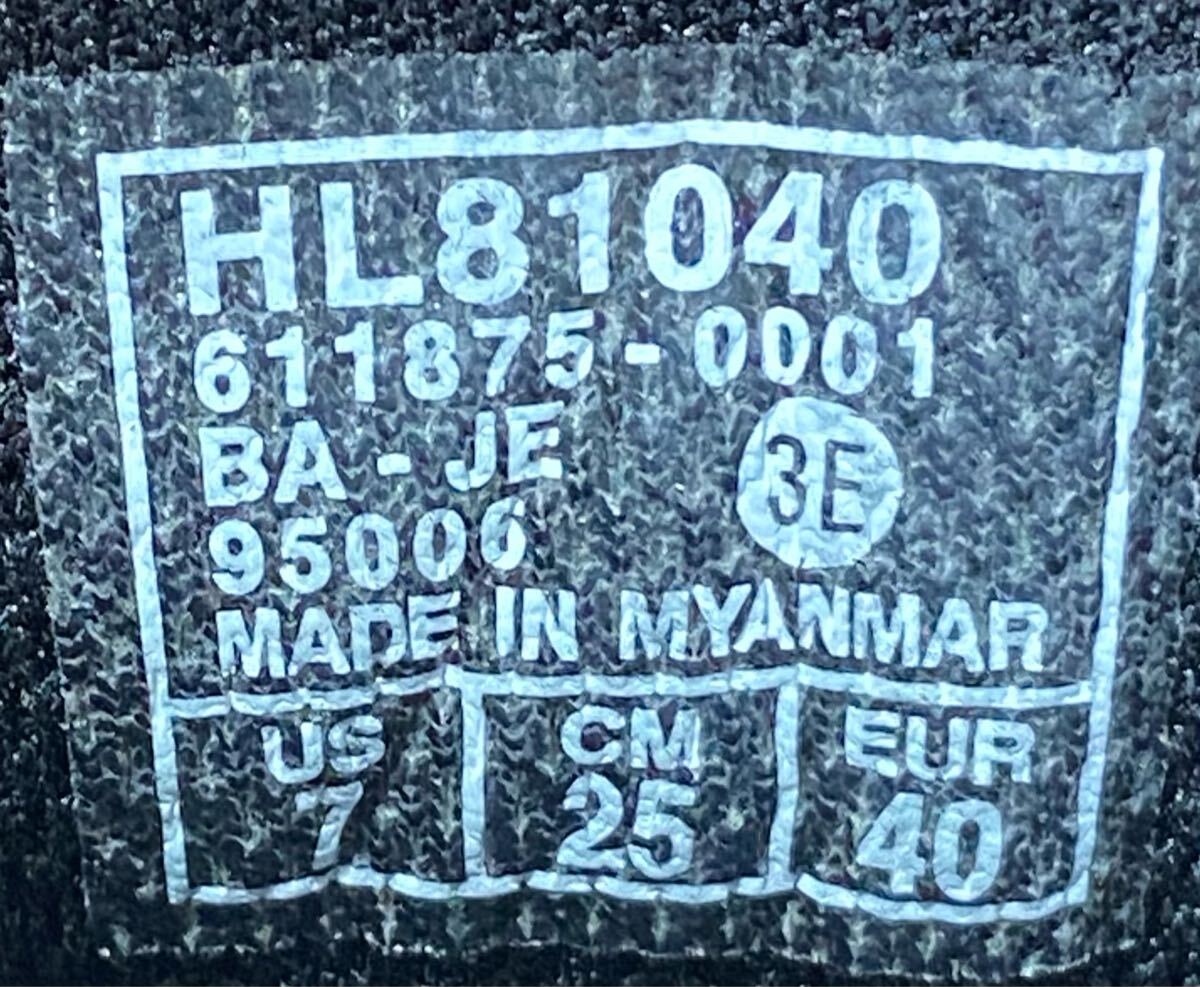 HL81040
611875-0001
BA-JE
3E
95006
MADE IN MYANMAR
US CM EUR
7 25 40